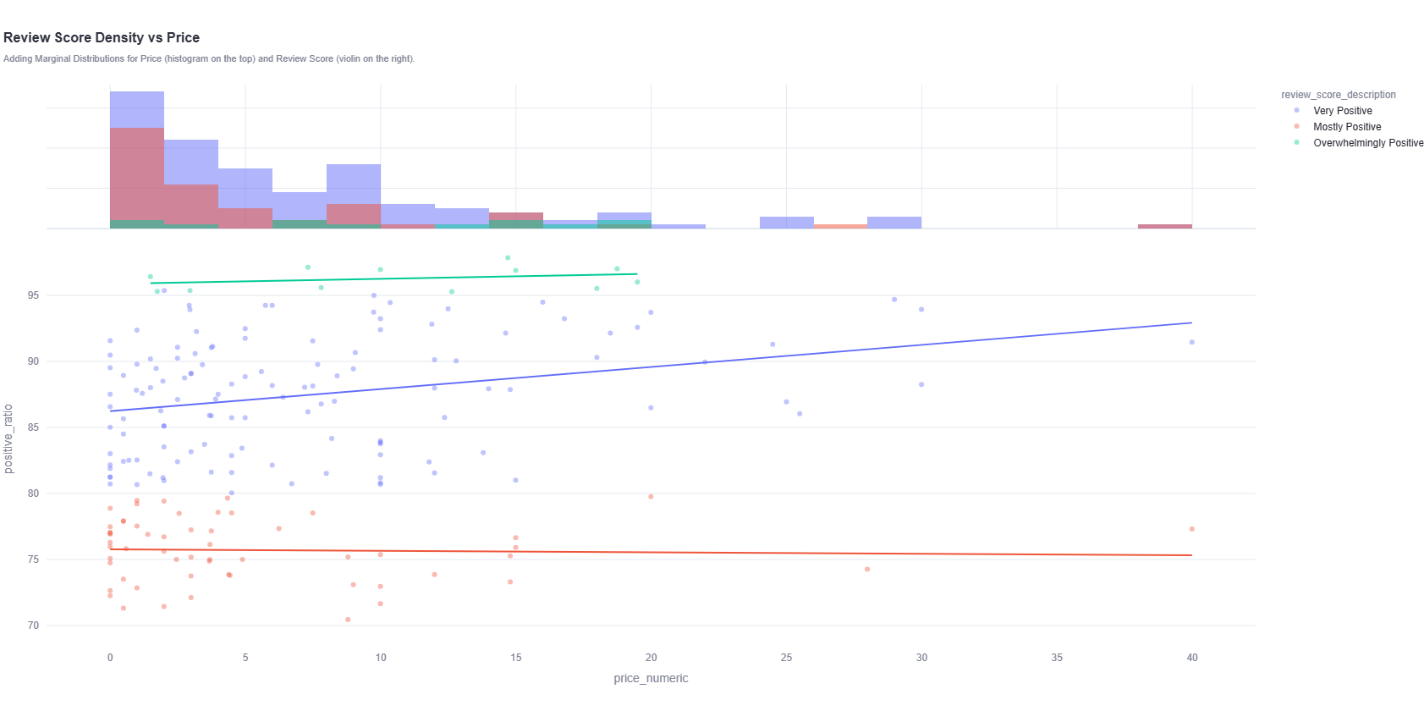 Review Score Density vs Price
Adding Marginal Distributions for Price (histogram on the top) and Review Score (violin on the right).
review_score_description
Very Positive
Mostly Positive
Overwhelmingly Positive
95
90
85
80
75
70
positive_ratio
0 5 10 15 20 25 30 35 40
price_numeric